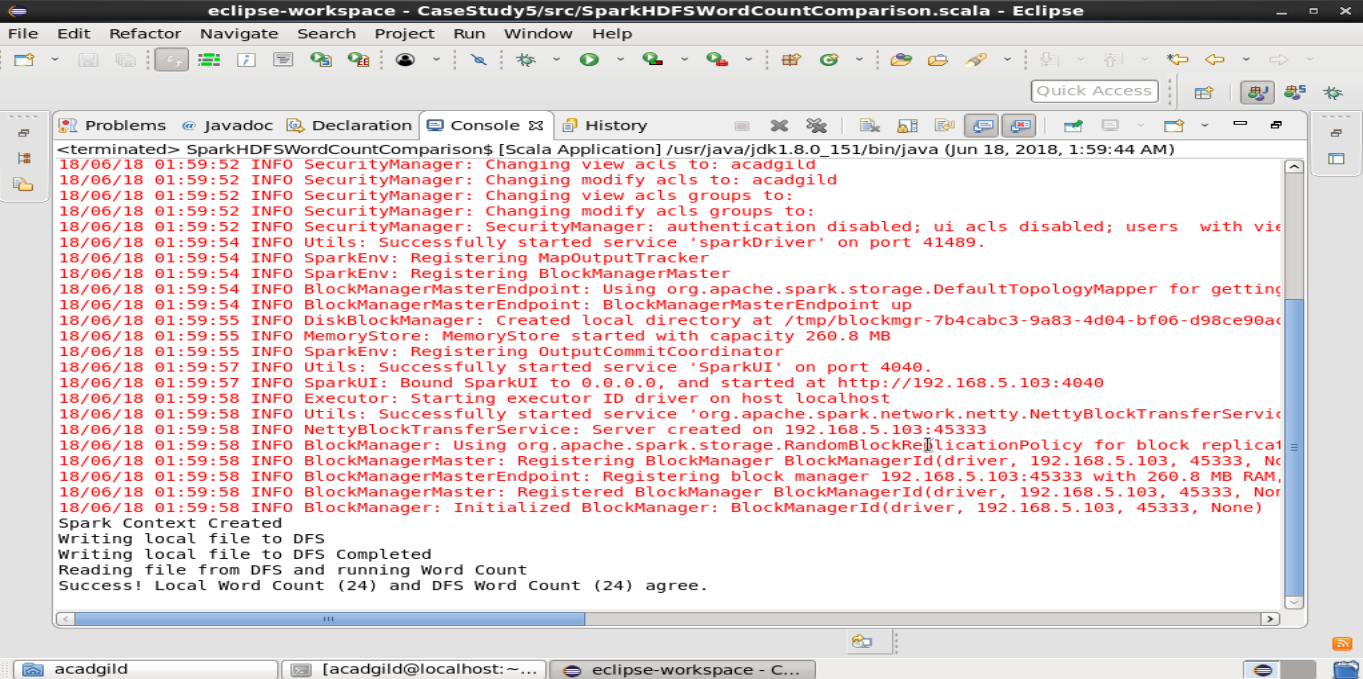 eclipse-workspace - CaseStudy5/src/SparkHDFSWordCountComparison.scala - Eclipse
File Edit Refactor Navigate Search Project Run Window Help
Quick Access
Problems Javadoc Declaration Console History
<terminated> SparkHDFSWordCountComparison$ [Scala Application] /usr/java/jdk1.8.0_151/bin/java (Jun 18, 2018, 1:59:44 AM)
18/06/18 01:59:52 INFO SecurityManager: Changing view acls to: acadgild
18/06/18 01:59:52 INFO SecurityManager: Changing modify acls to: acadgild
18/06/18 01:59:52 INFO SecurityManager: Changing view acls groups to:
18/06/18 01:59:52 INFO SecurityManager: Changing modify acls groups to:
18/06/18 01:59:52 INFO SecurityManager: SecurityManager: authentication disabled; ui acls disabled; users  with vie
18/06/18 01:59:54 INFO Utils: Successfully started service 'sparkDriver' on port 41489.
18/06/18 01:59:54 INFO SparkEnv: Registering MapOutputTracker
18/06/18 01:59:54 INFO SparkEnv: Registering BlockManagerMaster
18/06/18 01:59:54 INFO BlockManagerMasterEndpoint: Using org.apache.spark.storage.DefaultTopologyMapper for getting
18/06/18 01:59:54 INFO BlockManagerMasterEndpoint: BlockManagerMasterEndpoint up
18/06/18 01:59:55 INFO DiskBlockManager: Created local directory at /tmp/blockmgr-7b4cabc3-9a83-4d04-bf06-d98ce90ac
18/06/18 01:59:55 INFO MemoryStore: MemoryStore started with capacity 260.8 MB
18/06/18 01:59:55 INFO SparkEnv: Registering OutputCommitCoordinator
18/06/18 01:59:57 INFO Utils: Successfully started service 'SparkUI' on port 4040.
18/06/18 01:59:57 INFO SparkUI: Bound SparkUI to 0.0.0.0, and started at http://192.168.5.103:4040
18/06/18 01:59:58 INFO Executor: Starting executor ID driver on host localhost
18/06/18 01:59:58 INFO Utils: Successfully started service 'org.apache.spark.network.netty.NettyBlockTransferServic
18/06/18 01:59:58 INFO NettyBlockTransferService: Server created on 192.168.5.103:45333
18/06/18 01:59:58 INFO BlockManager: Using org.apache.spark.storage.RandomBlockReplicationPolicy for block replicat
18/06/18 01:59:58 INFO BlockManagerMaster: Registering BlockManager BlockManagerId(driver, 192.168.5.103, 45333, No
18/06/18 01:59:58 INFO BlockManagerMasterEndpoint: Registering block manager 192.168.5.103:45333 with 260.8 MB RAM,
18/06/18 01:59:58 INFO BlockManagerMaster: Registered BlockManager BlockManagerId(driver, 192.168.5.103, 45333, Non
18/06/18 01:59:58 INFO BlockManager: Initialized BlockManager: BlockManagerId(driver, 192.168.5.103, 45333, None)
Spark Context Created
Writing local file to DFS
Writing local file to DFS Completed
Reading file from DFS and running Word Count
Success! Local Word Count (24) and DFS Word Count (24) agree.
acadgild [acadgild@localhost:~... eclipse-workspace - C...